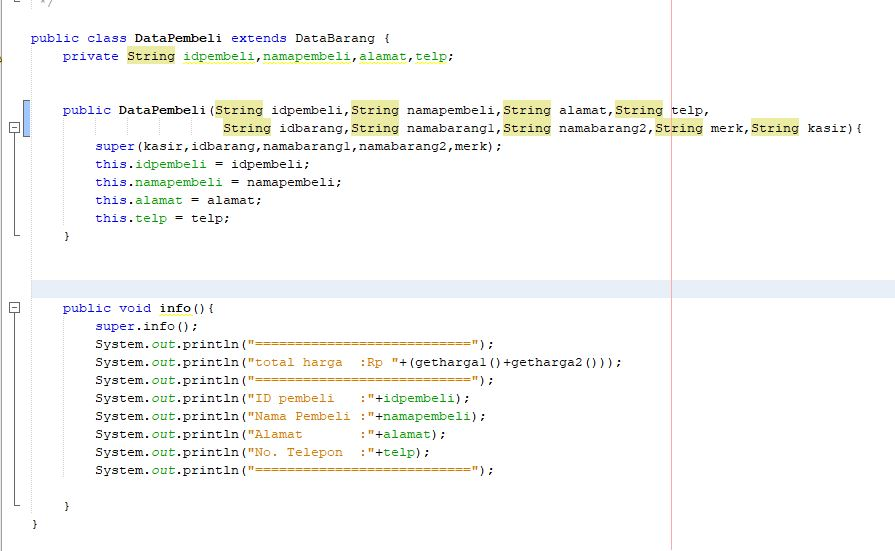 */
public class DataPembeli extends DataBarang {
    private String idpembeli,namapembeli,alamat,telp;
    public DataPembeli(String idpembeli,String namapembeli,String alamat,String telp,
                        String idbarang,String namabarang1,String namabarang2,String merk,String kasir){
        super(kasir,idbarang,namabarang1,namabarang2,merk);
        this.idpembeli = idpembeli;
        this.namapembeli = namapembeli;
        this.alamat = alamat;
        this.telp = telp;
    }
    public void info(){
        super.info();
        System.out.println("===========================");
        System.out.println("total harga  :Rp "+(getharga1()+getharga2()));
        System.out.println("===========================");
        System.out.println("ID pembeli   :"+idpembeli);
        System.out.println("Nama Pembeli :"+namapembeli);
        System.out.println("Alamat       :"+alamat);
        System.out.println("No. Telepon  :"+telp);
        System.out.println("===========================");
    }
}